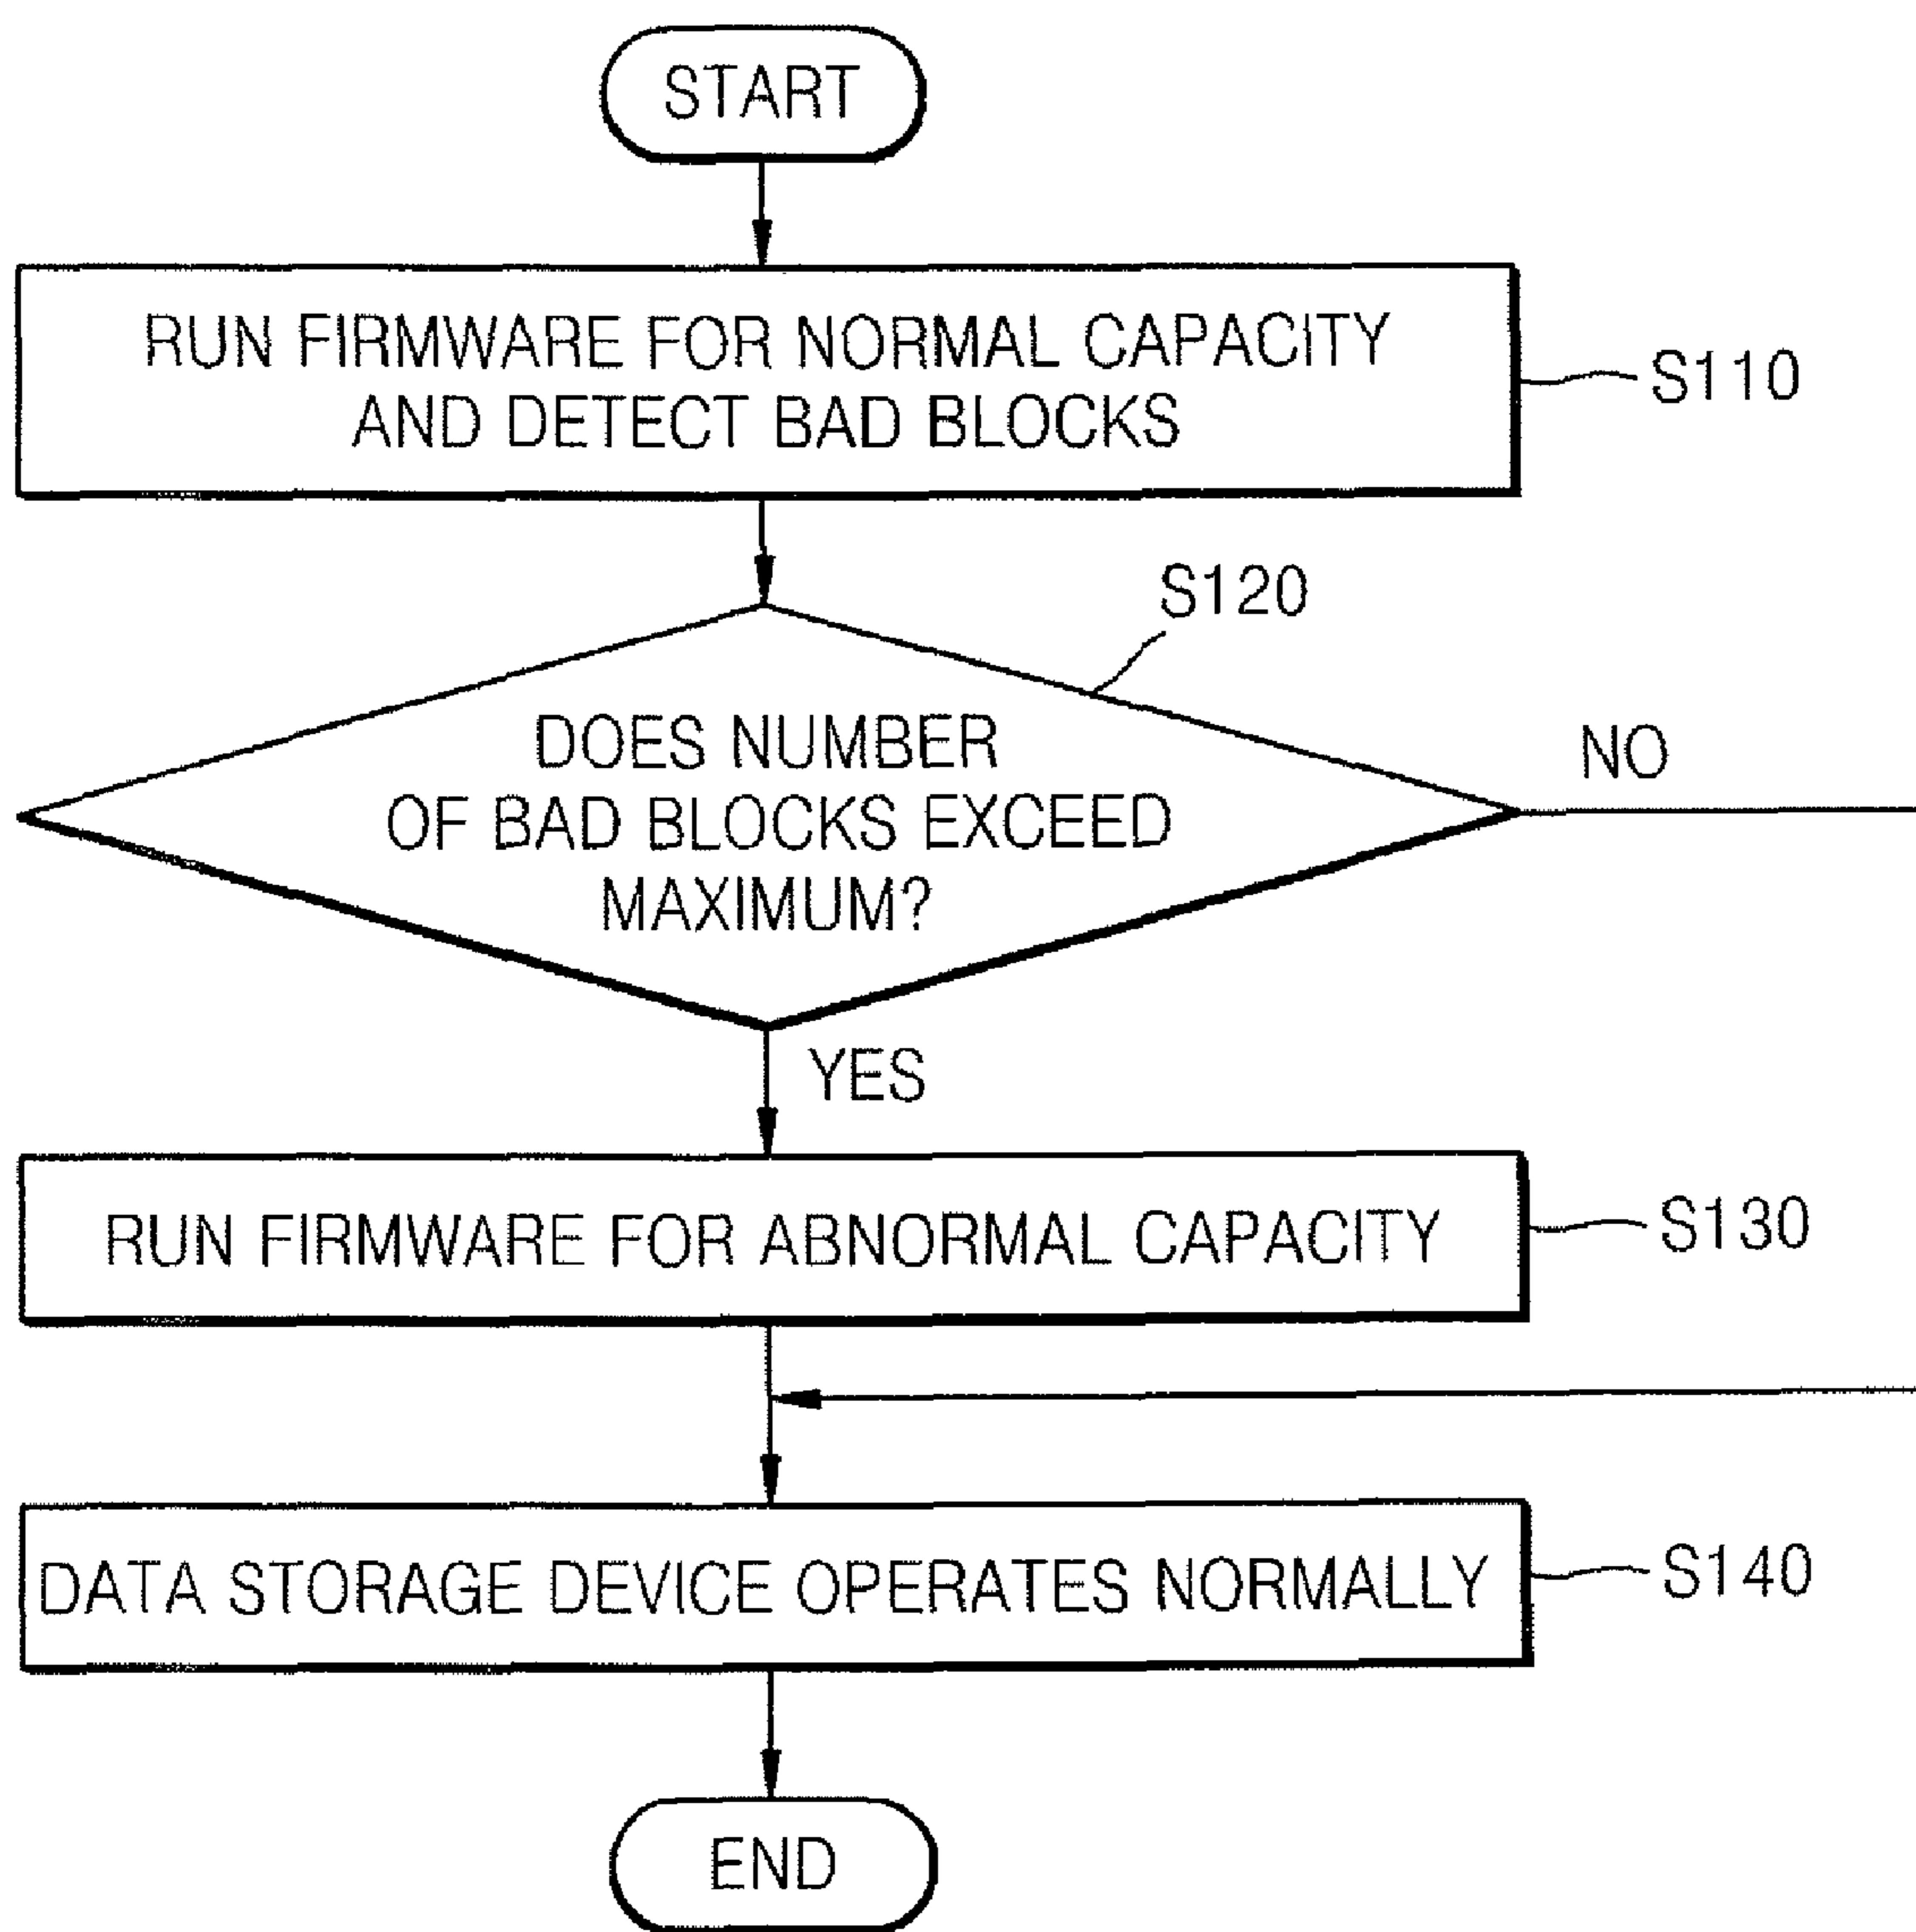 START
RUN FIRMWARE FOR NORMAL CAPACITY
AND DETECT BAD BLOCKS
S110
S120
DOES NUMBER
OF BAD BLOCKS EXCEED
MAXIMUM?
NO
YES
RUN FIRMWARE FOR ABNORMAL CAPACITY
S130
DATA STORAGE DEVICE OPERATES NORMALLY
S140
END